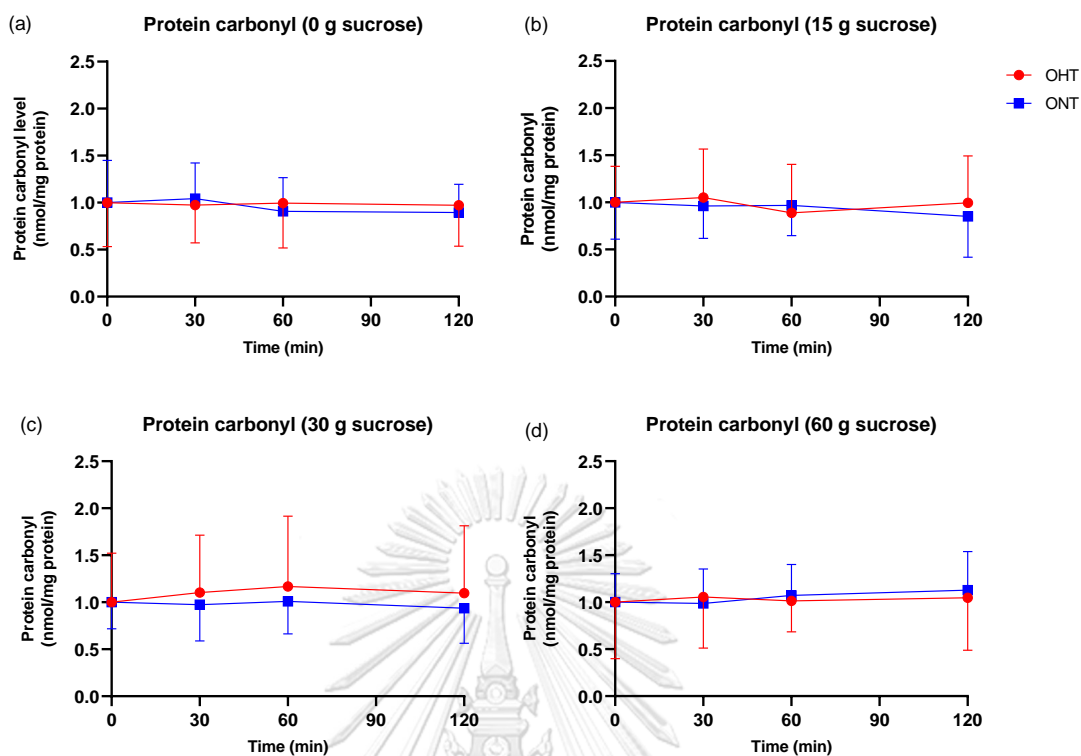 (a)
Protein carbonyl (0 g sucrose)
2.5
2.0
1.5
1.0
0.5
0.0
Protein carbonyl level
(nmol/mg protein)
0
30
60
90
120
Time (min)
(b)
Protein carbonyl (15 g sucrose)
2.5
2.0
1.5
1.0
0.5
0.0
Protein carbonyl
(nmol/mg protein)
0
30
60
90
120
Time (min)
OHT
ONT
(c)
Protein carbonyl (30 g sucrose)
2.5
2.0
1.5
1.0
0.5
0.0
Protein carbonyl
(nmol/mg protein)
0
30
60
90
120
Time (min)
(d)
Protein carbonyl (60 g sucrose)
2.5
2.0
1.5
1.0
0.5
0.0
Protein carbonyl
(nmol/mg protein)
0
30
60
90
120
Time (min)